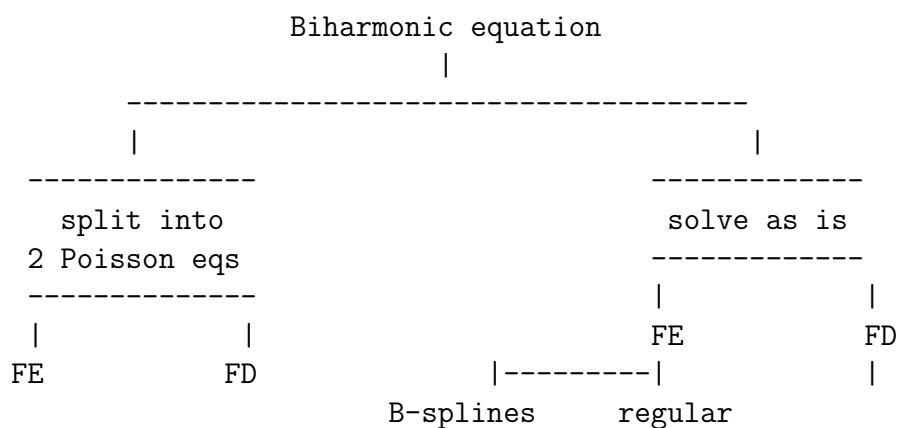 Biharmonic equation
|
--------------------------------------
| |
-------------- -------------
split into solve as is
2 Poisson eqs -------------
-------------- | |
| | FE FD
FE FD |---------| |
B-splines regular